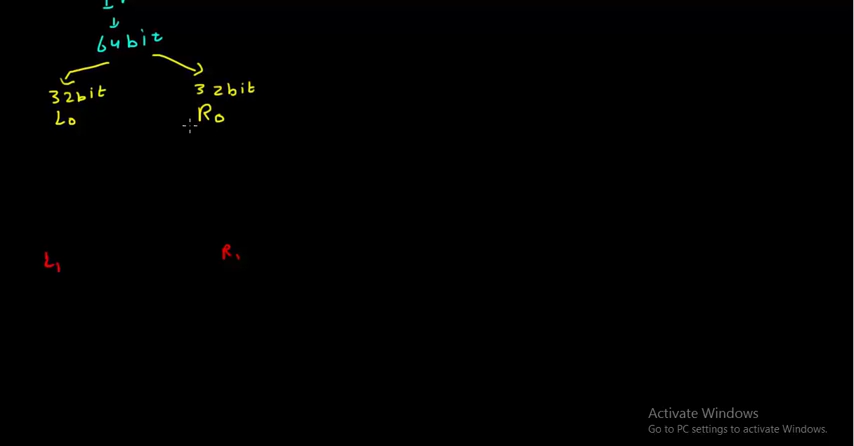 64bit
32bit 32bit
L0 R0
L1 R1
Activate Windows
Go to PC settings to activate Windows.